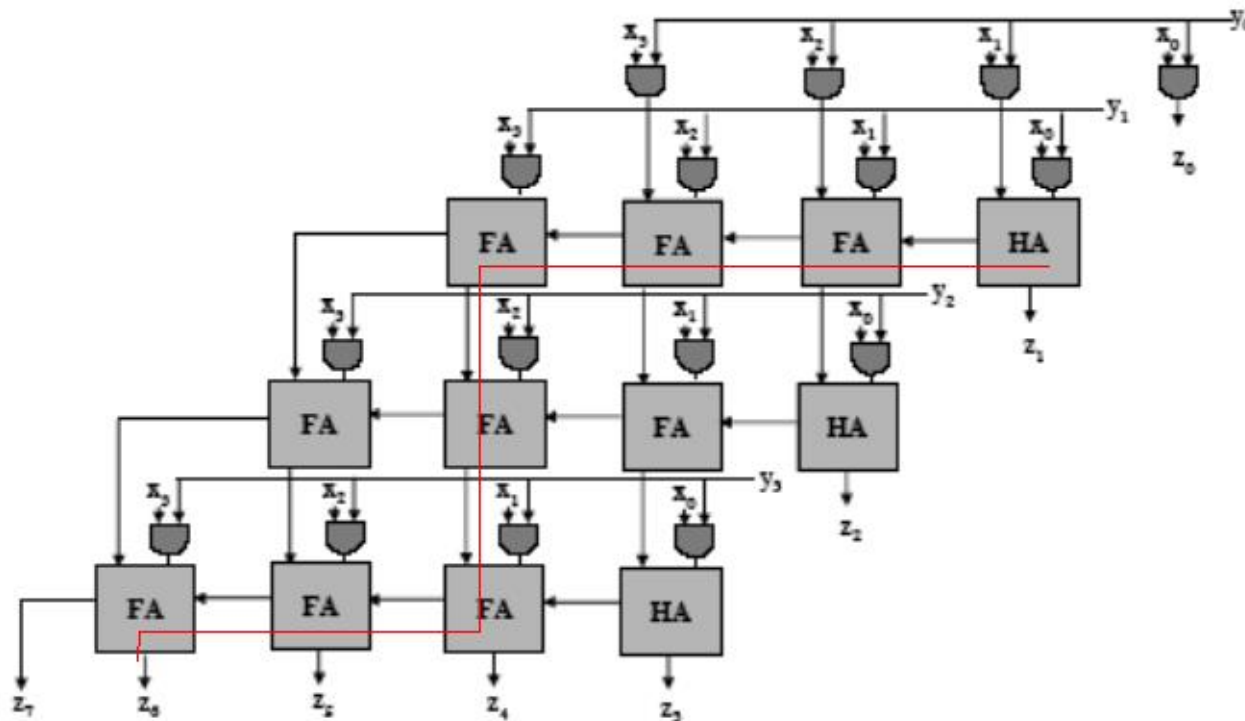 x₃ x₂ x₁ x₀ y
x₃ x₂ x₁ x₀ y₁
z₀
FA FA FA HA
x₃ x₂ x₁ x₀ y₂
z₁
FA FA FA HA
x₃ x₂ x₁ x₀ y₃
z₂
FA FA FA HA
z₇ z₆ z₅ z₄ z₃